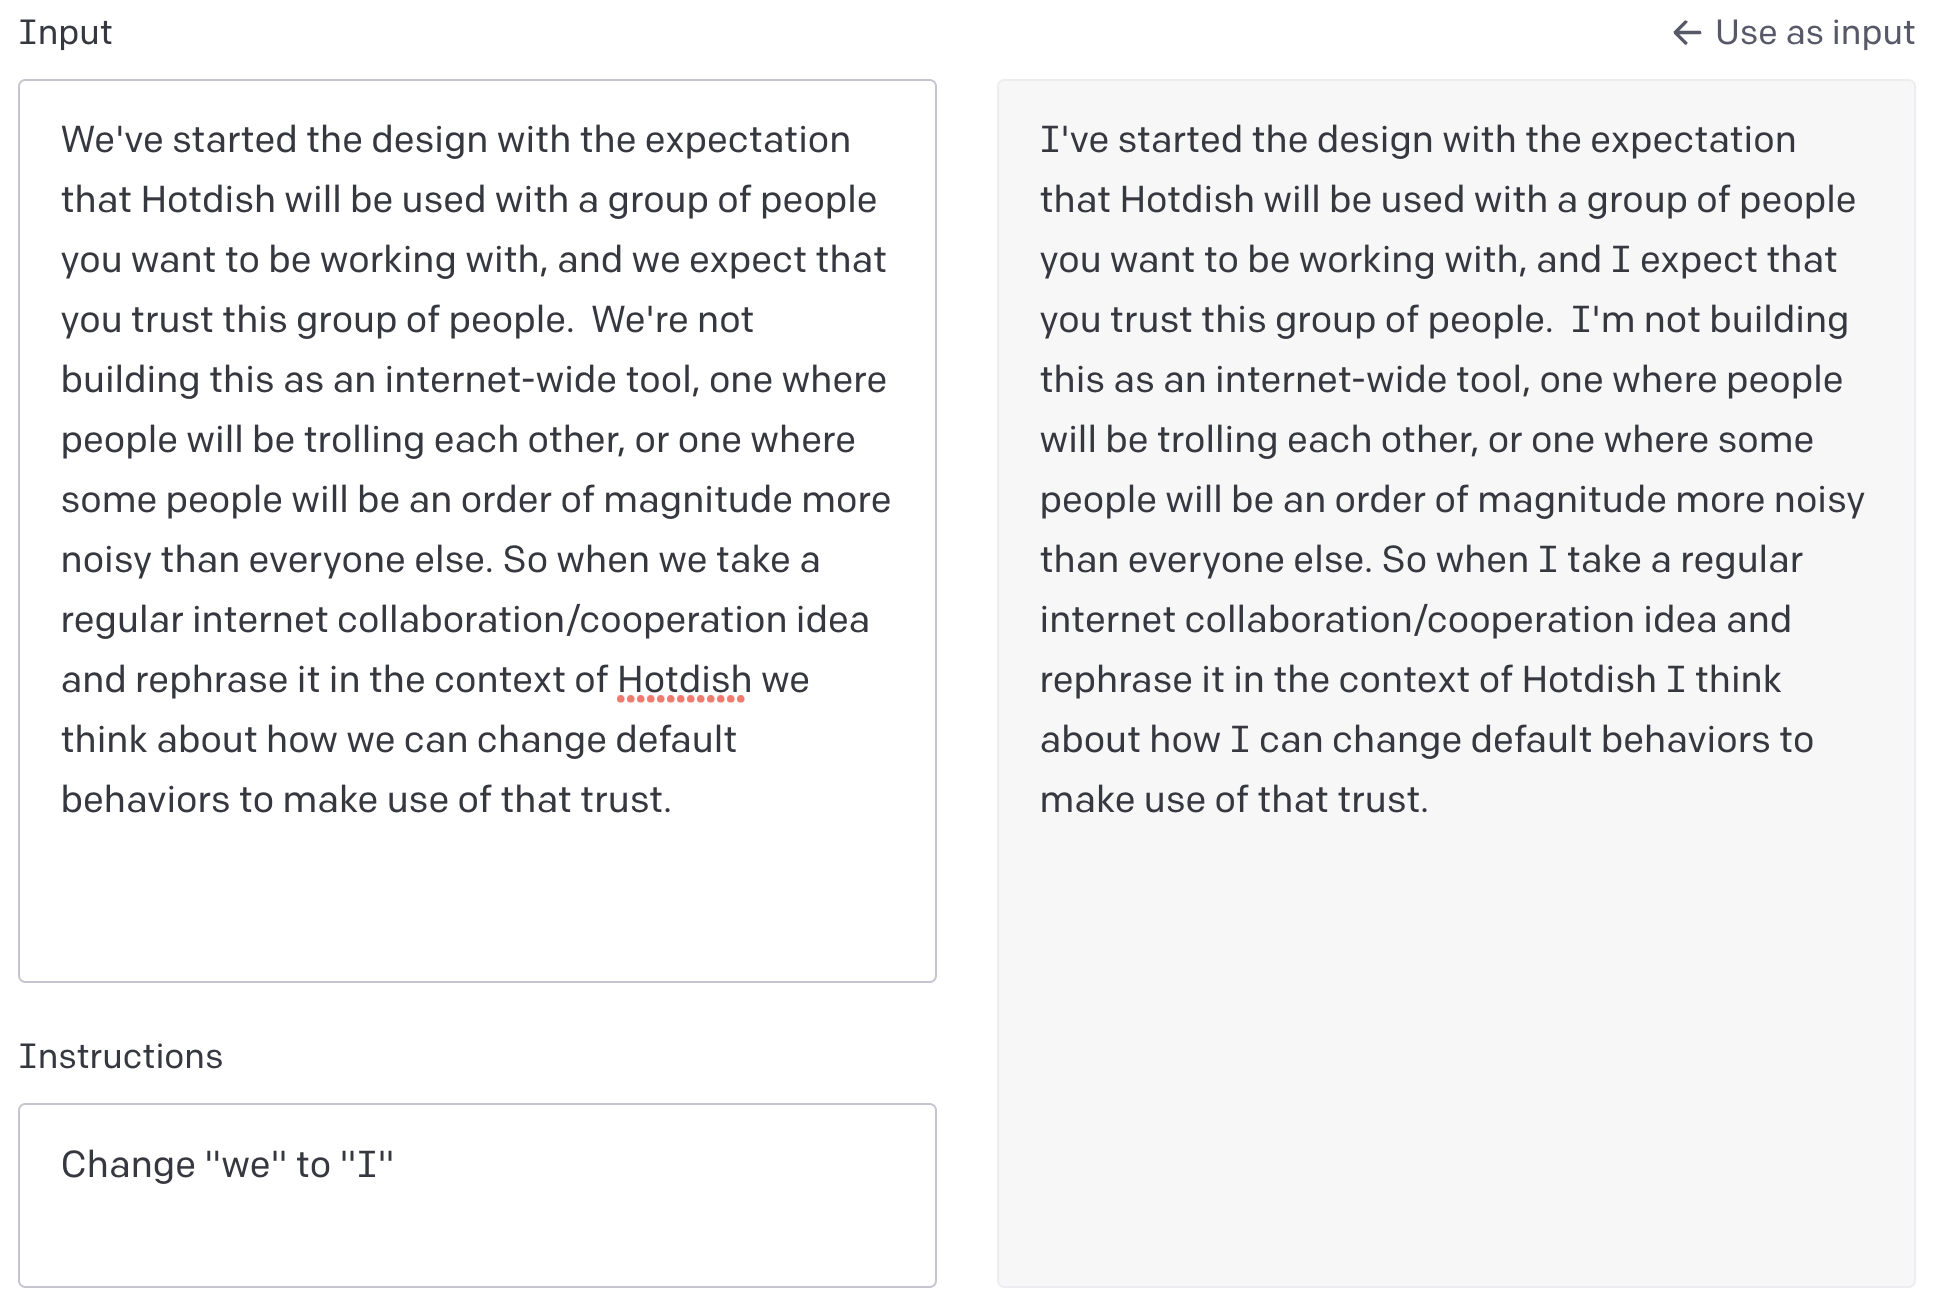 Input
We've started the design with the expectation
that Hotdish will be used with a group of people
you want to be working with, and we expect that
you trust this group of people.  We're not
building this as an internet-wide tool, one where
people will be trolling each other, or one where
some people will be an order of magnitude more
noisy than everyone else. So when we take a
regular internet collaboration/cooperation idea
and rephrase it in the context of Hotdish we
think about how we can change default
behaviors to make use of that trust.
Instructions
Change "we" to "I"
← Use as input
I've started the design with the expectation
that Hotdish will be used with a group of people
you want to be working with, and I expect that
you trust this group of people.  I'm not building
this as an internet-wide tool, one where people
will be trolling each other, or one where some
people will be an order of magnitude more noisy
than everyone else. So when I take a regular
internet collaboration/cooperation idea and
rephrase it in the context of Hotdish I think
about how I can change default behaviors to
make use of that trust.